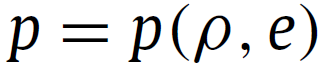 p = p(ρ, e)